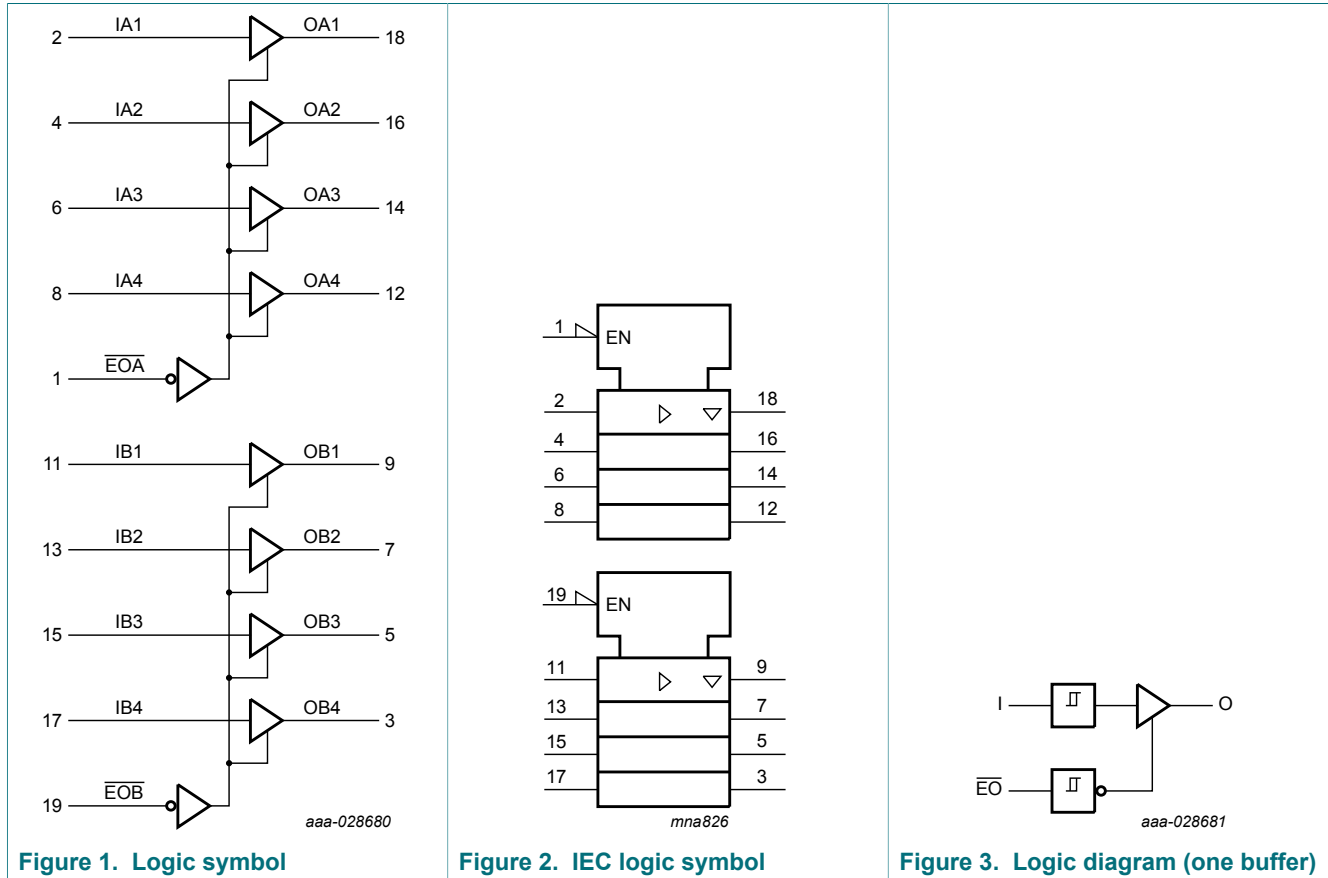 2 IA1 OA1 18
4 IA2 OA2 16
6 IA3 OA3 14
8 IA4 OA4 12
1 EOA
11 IB1 OB1 9
13 IB2 OB2 7
15 IB3 OB3 5
17 IB4 OB4 3
19 EOB
aaa-028680
Figure 1. Logic symbol
1 EN
2 18
4 16
6 14
8 12
19 EN
11 9
13 7
15 5
17 3
mna826
Figure 2. IEC logic symbol
I O
EO
aaa-028681
Figure 3. Logic diagram (one buffer)